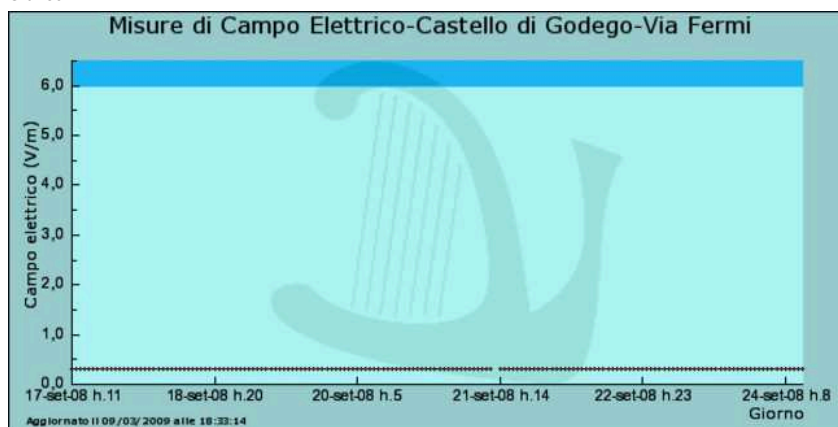 Misure di Campo Elettrico-Castello di Godego-Via Fermi
Campo elettrico (V/m)
6,0
5,0
4,0
3,0
2,0
1,0
0,0
17-set-08 h.11 18-set-08 h.20 20-set-08 h.5 21-set-08 h.14 22-set-08 h.23 24-set-08 h.8
Giorno
Aggiornato il 09/03/2009 alle 18:33:14